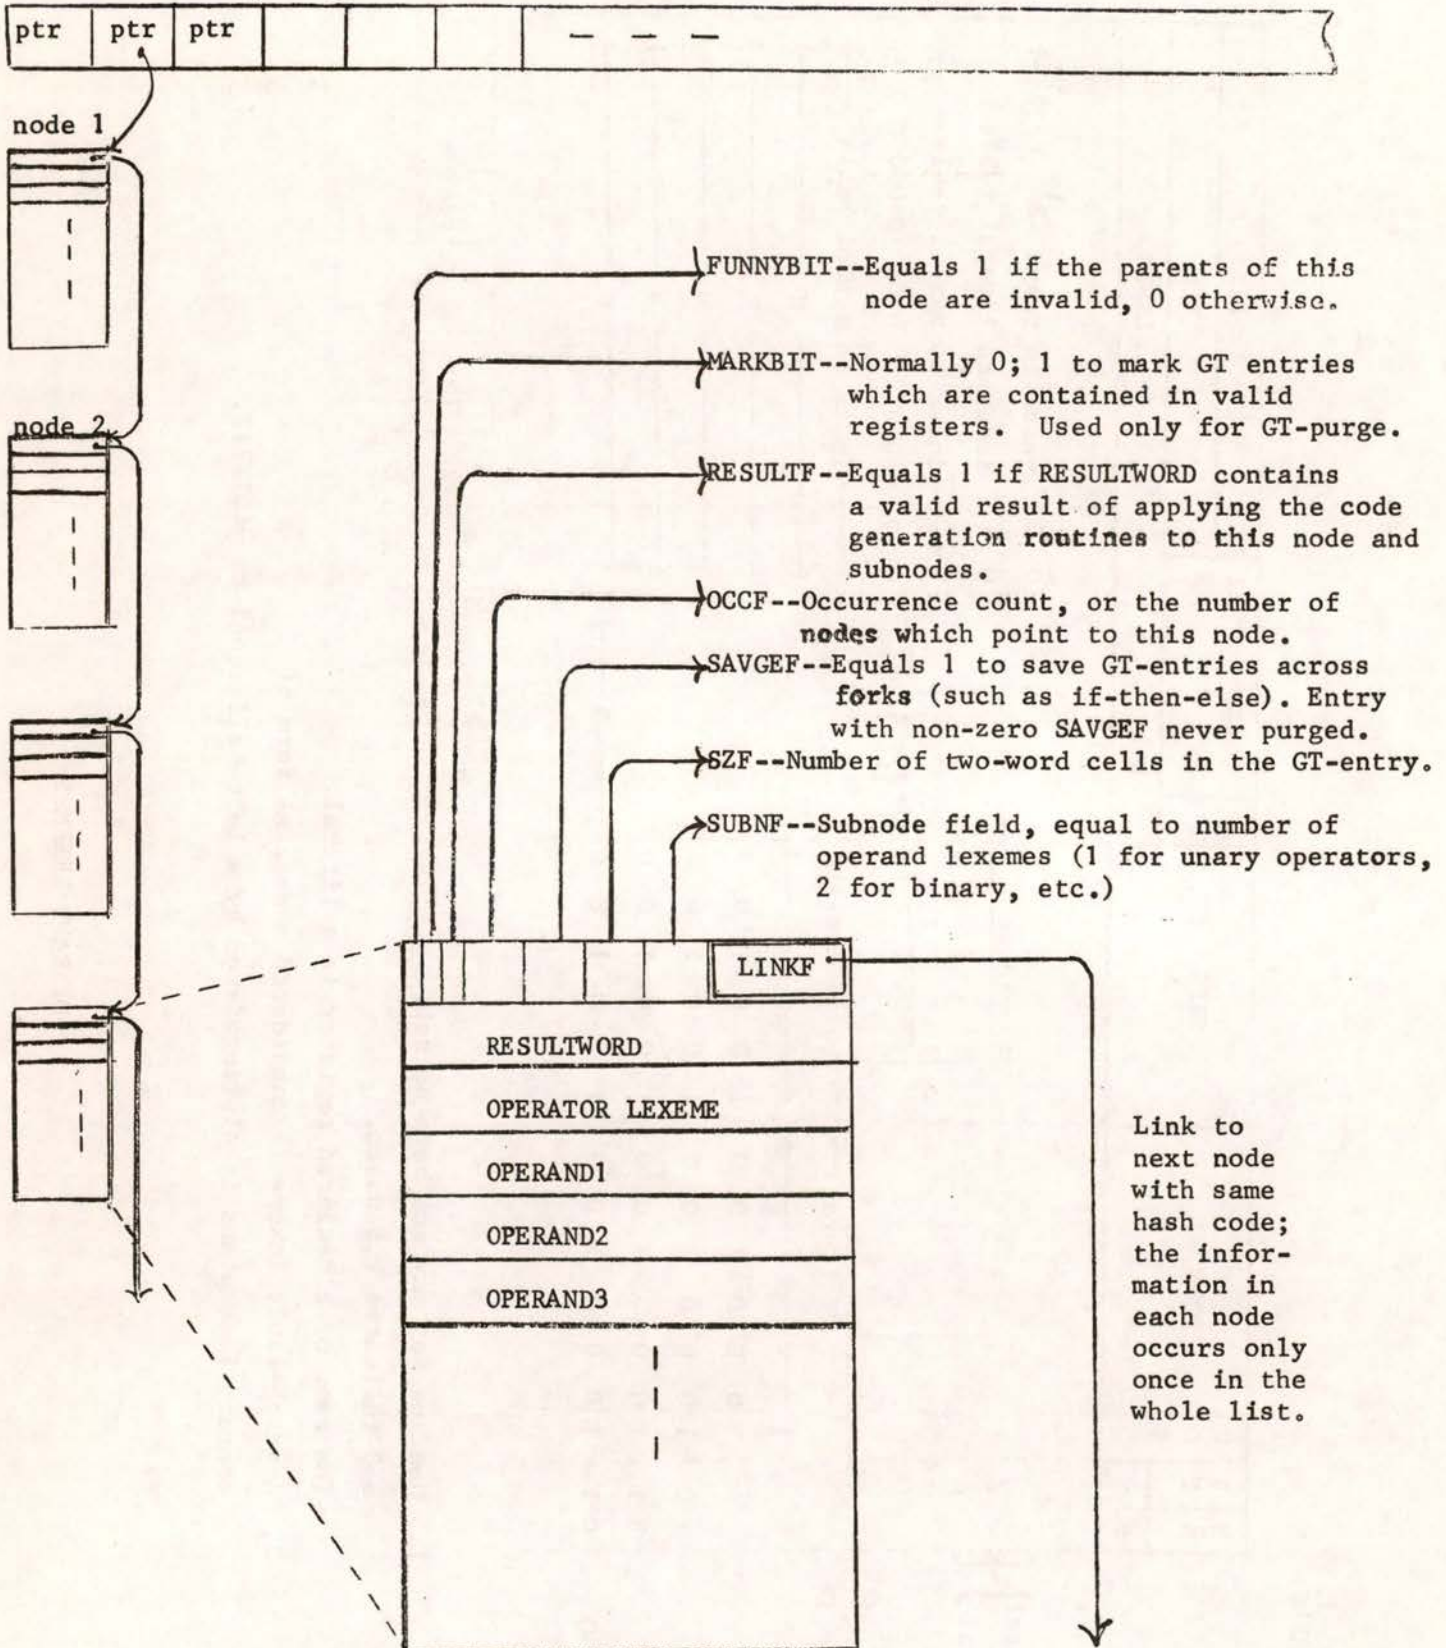 ptr ptr ptr
node 1
node 2
FUNNYBIT--Equals 1 if the parents of this
node are invalid, 0 otherwise.
MARKBIT--Normally 0; 1 to mark GT entries
which are contained in valid
registers. Used only for GT-purge.
RESULTF--Equals 1 if RESULTWORD contains
a valid result of applying the code
generation routines to this node and
subnodes.
OCCF--Occurrence count, or the number of
nodes which point to this node.
SAVGEF--Equals 1 to save GT-entries across
forks (such as if-then-else). Entry
with non-zero SAVGEF never purged.
SZF--Number of two-word cells in the GT-entry.
SUBNF--Subnode field, equal to number of
operand lexemes (1 for unary operators,
2 for binary, etc.)
LINKF
RESULTWORD
OPERATOR LEXEME
OPERAND1
OPERAND2
OPERAND3
Link to
next node
with same
hash code;
the infor-
mation in
each node
occurs only
once in the
whole list.